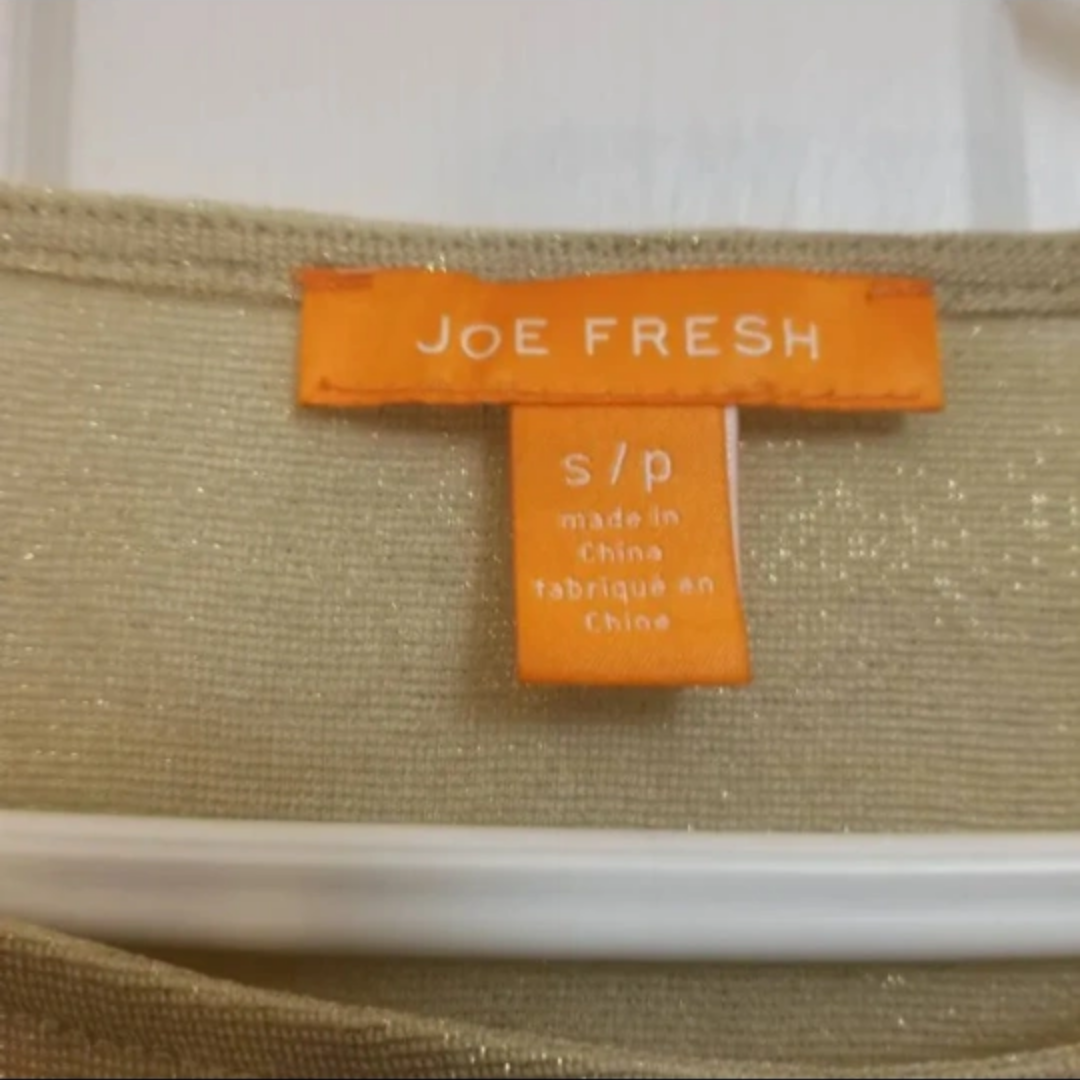 JOE FRESH
s/p
made in
China
fabriqué en
Chine